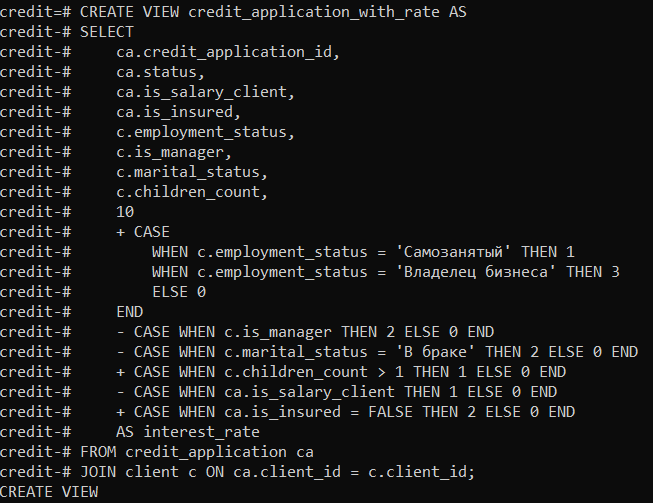 credit=# CREATE VIEW credit_application_with_rate AS
credit-# SELECT
credit-#     ca.credit_application_id,
credit-#     ca.status,
credit-#     ca.is_salary_client,
credit-#     ca.is_insured,
credit-#     c.employment_status,
credit-#     c.is_manager,
credit-#     c.marital_status,
credit-#     c.children_count,
credit-#     10
credit-#     + CASE
credit-#         WHEN c.employment_status = 'Самозанятый' THEN 1
credit-#         WHEN c.employment_status = 'Владелец бизнеса' THEN 3
credit-#         ELSE 0
credit-#     END
credit-#     - CASE WHEN c.is_manager THEN 2 ELSE 0 END
credit-#     - CASE WHEN c.marital_status = 'В браке' THEN 2 ELSE 0 END
credit-#     + CASE WHEN c.children_count > 1 THEN 1 ELSE 0 END
credit-#     - CASE WHEN ca.is_salary_client THEN 1 ELSE 0 END
credit-#     + CASE WHEN ca.is_insured = FALSE THEN 2 ELSE 0 END
credit-#     AS interest_rate
credit-# FROM credit_application ca
credit-# JOIN client c ON ca.client_id = c.client_id;
CREATE VIEW